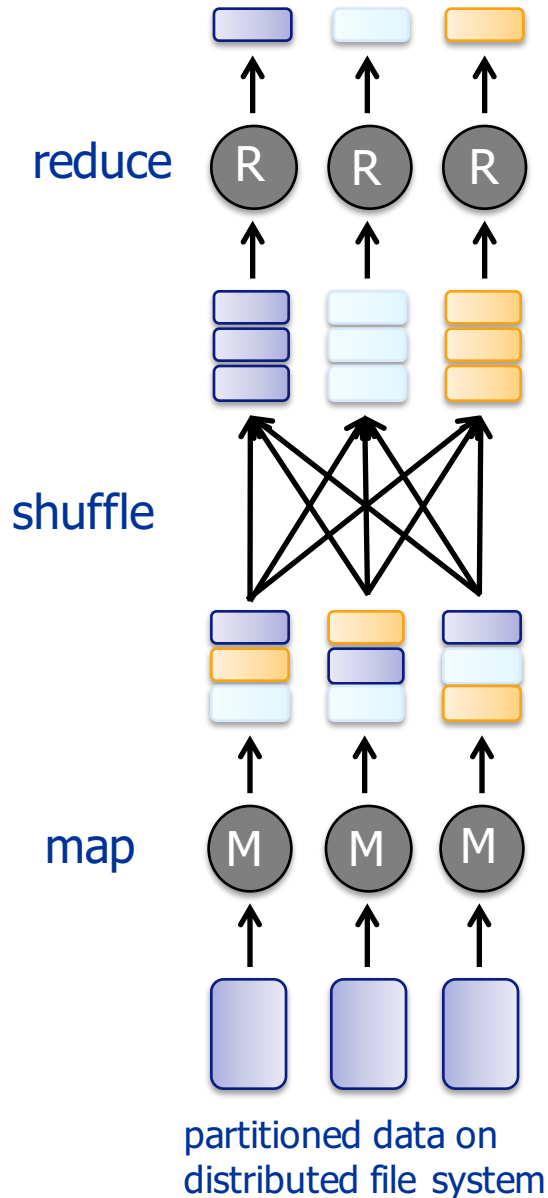 reduce
R R R
shuffle
map
M M M
partitioned data on
distributed file system